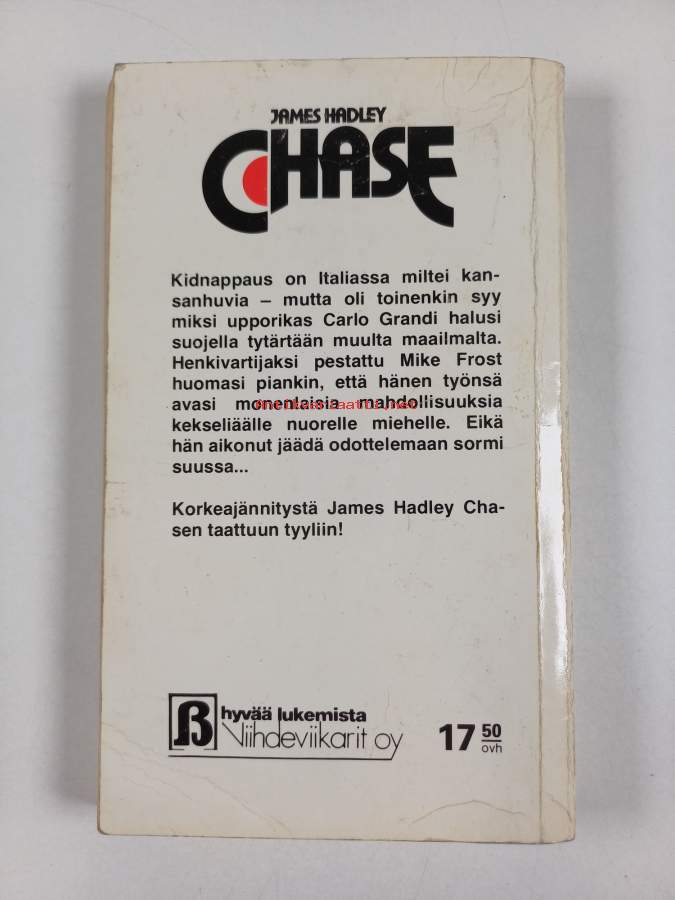 JAMES HADLEY
CHASE
Kidnappaus on Italiassa miltei kan-
sanhuvia – mutta oli toinenkin syy
miksi upporikas Carlo Grandi halusi
suojella tytärtään muulta maailmalta.
Henkivartijaksi pestattu Mike Frost
huomasi piankin, että hänen työnsä
avasi monenlaisia mahdollisuuksia
Antikvariaatti.net
kekseliäälle nuorelle miehelle. Eikä
hän aikonut jäädä odottelemaan sormi
suussa...
Korkeajännitystä James Hadley Cha-
sen taattuun tyyliin!
hyvää lukemista
Viihdeviikarit oy
17 50
ovh